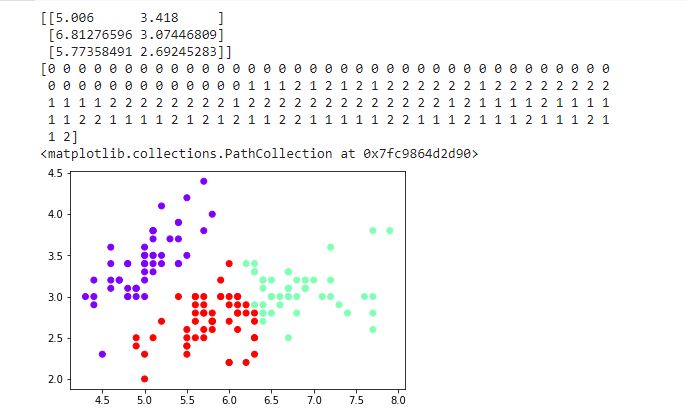 [[5.006      3.418     ]
[6.81276596 3.07446809]
[5.77358491 2.69245283]]
[0 0 0 0 0 0 0 0 0 0 0 0 0 0 0 0 0 0 0 0 0 0 0 0 0 0 0 0 0 0 0 0 0 0 0 0 0
0 0 0 0 0 0 0 0 0 0 0 0 0 1 1 1 2 1 2 1 2 1 2 2 2 2 2 2 1 2 2 2 2 2 2 2 2
1 1 1 1 2 2 2 2 2 2 2 2 1 2 2 2 2 2 2 2 2 2 2 2 2 2 1 2 1 1 1 1 2 1 1 1 1
1 1 2 2 1 1 1 1 2 1 2 1 2 1 1 2 2 1 1 1 1 1 2 2 1 1 1 2 1 1 1 2 1 1 1 2 1
1 2]
<matplotlib.collections.PathCollection at 0x7fc9864d2d90>
4.5
4.0
3.5
3.0
2.5
2.0
4.5 5.0 5.5 6.0 6.5 7.0 7.5 8.0